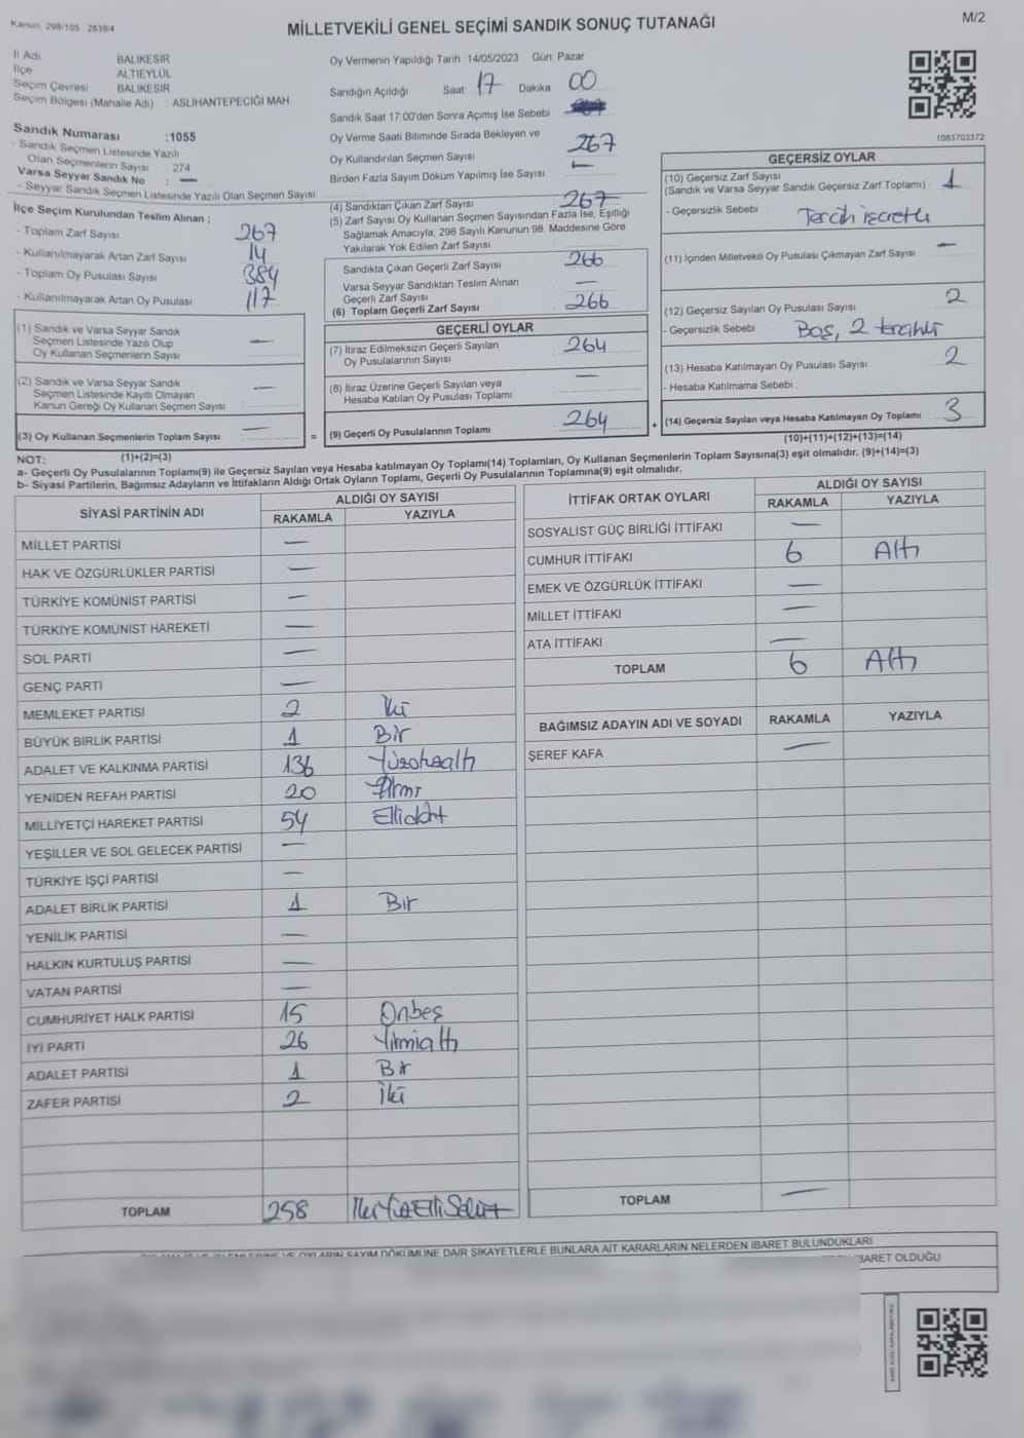 Kanun: 298/105 2839/4
MİLLETVEKİLİ GENEL SEÇİMİ SANDIK SONUÇ TUTANAĞI
M/2
İl Adı BALIKESİR
İlçe ALTIEYLÜL
Seçim Çevresi BALIKESİR
Seçim Bölgesi (Mahalle Adı) : ASLIHANTEPECİĞİ MAH.
Sandık Numarası :1055
- Sandık Seçmen Listesinde Yazılı
Olan Seçmenlerin Sayısı : 274
Varsa Seyyar Sandık No : —
- Seyyar Sandık Seçmen Listesinde Yazılı Olan Seçmen Sayısı
İlçe Seçim Kurulundan Teslim Alınan :
- Toplam Zarf Sayısı 267
- Kullanılmayarak Artan Zarf Sayısı 14
- Toplam Oy Pusulası Sayısı 384
- Kullanılmayarak Artan Oy Pusulası 117
(1) Sandık ve Varsa Seyyar Sandık
Seçmen Listesinde Yazılı Olup
Oy Kullanan Seçmenlerin Sayısı —
(2) Sandık ve Varsa Seyyar Sandık
Seçmen Listesinde Kayıtlı Olmayan
Kanun Gereği Oy Kullanan Seçmen Sayısı —
(3) Oy Kullanan Seçmenlerin Toplam Sayısı —
(1)+(2)=(3)
Oy Vermenin Yapıldığı Tarih 14/05/2023 Gün: Pazar
Sandığın Açıldığı Saat 17 Dakika 00
Sandık Saat 17:00'den Sonra Açımış İse Sebebi
Oy Verme Saati Bitiminde Sırada Bekleyen ve
Oy Kullandırılan Seçmen Sayısı 267
Birden Fazla Sayım Döküm Yapılmış İse Sayısı —
(4) Sandıktan Çıkan Zarf Sayısı 267
(5) Zarf Sayısı Oy Kullanan Seçmen Sayısından Fazla İse, Eşitliği
Sağlamak Amacıyla, 298 Sayılı Kanunun 98. Maddesine Göre
Yakılarak Yok Edilen Zarf Sayısı
Sandıkta Çıkan Geçerli Zarf Sayısı 266
Varsa Seyyar Sandıktan Teslim Alınan
Geçerli Zarf Sayısı —
(6) Toplam Geçerli Zarf Sayısı 266
GEÇERLİ OYLAR
(7) İtiraz Edilmeksizin Geçerli Sayılan
Oy Pusulalarının Sayısı 264
(8) İtiraz Üzerine Geçerli Sayılan veya
Hesaba Katılan Oy Pusulası Toplamı —
= (9) Geçerli Oy Pusulalarının Toplamı 264 +
1083703372
GEÇERSİZ OYLAR
(10) Geçersiz Zarf Sayısı
(Sandık ve Varsa Seyyar Sandık Geçersiz Zarf Toplamı) 1
- Geçersizlik Sebebi Tercih işaretli
(11) İçinden Milletvekili Oy Pusulası Çıkmayan Zarf Sayısı —
(12) Geçersiz Sayılan Oy Pusulası Sayısı 2
- Geçersizlik Sebebi Boş, 2 tercihli
(13) Hesaba Katılmayan Oy Pusulası Sayısı 2
- Hesaba Katılmama Sebebi :
(14) Geçersiz Sayılan veya Hesaba Katılmayan Oy Toplamı 3
(10)+(11)+(12)+(13)=(14)
NOT:
a- Geçerli Oy Pusulalarının Toplamı(9) ile Geçersiz Sayılan veya Hesaba katılmayan Oy Toplamı(14) Toplamları, Oy Kullanan Seçmenlerin Toplam Sayısına(3) eşit olmalıdır. (9)+(14)=(3)
b- Siyasi Partilerin, Bağımsız Adayların ve İttifakların Aldığı Ortak Oyların Toplamı, Geçerli Oy Pusulalarının Toplamına(9) eşit olmalıdır.
SİYASİ PARTİNİN ADI ALDIĞI OY SAYISI
RAKAMLA YAZIYLA
MİLLET PARTİSİ —
HAK VE ÖZGÜRLÜKLER PARTİSİ —
TÜRKİYE KOMÜNİST PARTİSİ —
TÜRKİYE KOMÜNİST HAREKETİ —
SOL PARTİ —
GENÇ PARTİ —
MEMLEKET PARTİSİ 2 İki
BÜYÜK BİRLİK PARTİSİ 1 Bir
ADALET VE KALKINMA PARTİSİ 136 Yüzotuzaltı
YENİDEN REFAH PARTİSİ 20 Yirmi
MİLLİYETÇİ HAREKET PARTİSİ 54 Ellidört
YEŞİLLER VE SOL GELECEK PARTİSİ —
TÜRKİYE İŞÇİ PARTİSİ —
ADALET BİRLİK PARTİSİ 1 Bir
YENİLİK PARTİSİ —
HALKIN KURTULUŞ PARTİSİ —
VATAN PARTİSİ —
CUMHURİYET HALK PARTİSİ 15 Onbeş
İYİ PARTİ 26 Yirmialtı
ADALET PARTİSİ 1 Bir
ZAFER PARTİSİ 2 İki
TOPLAM 258 İkiYüzElliSekiz
İTTİFAK ORTAK OYLARI ALDIĞI OY SAYISI
RAKAMLA YAZIYLA
SOSYALİST GÜÇ BİRLİĞİ İTTİFAKI —
CUMHUR İTTİFAKI 6 Altı
EMEK VE ÖZGÜRLÜK İTTİFAKI —
MİLLET İTTİFAKI —
ATA İTTİFAKI —
TOPLAM 6 Altı
BAĞIMSIZ ADAYIN ADI VE SOYADI RAKAMLA YAZIYLA
ŞEREF KAFA —
TOPLAM —
VE OYLARIN SAYIM DÖKÜMÜNE DAİR ŞİKAYETLERLE BUNLARA AİT KARARLARIN NELERDEN İBARET BULUNDUKLARI
İBARET OLDUĞU